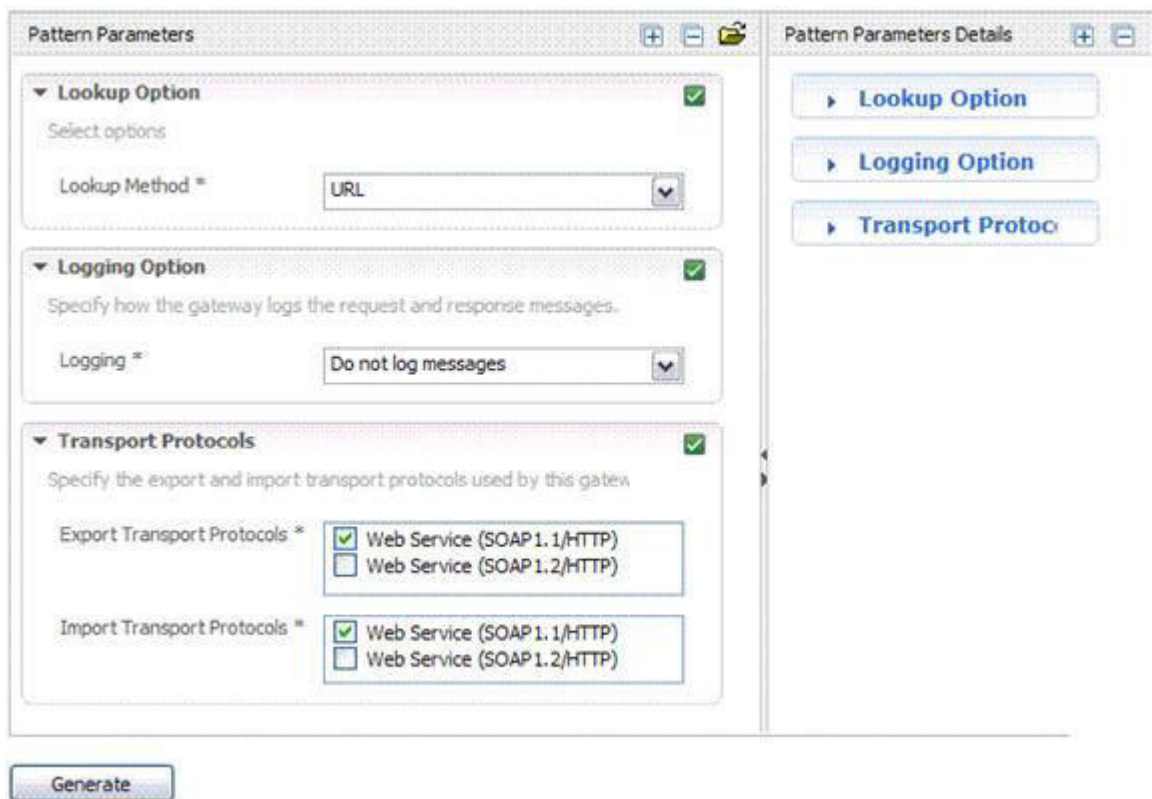 Pattern Parameters
Lookup Option
Select options
Lookup Method * URL
Logging Option
Specify how the gateway logs the request and response messages.
Logging * Do not log messages
Transport Protocols
Specify the export and import transport protocols used by this gatew
Export Transport Protocols * Web Service (SOAP1.1/HTTP)
Web Service (SOAP1.2/HTTP)
Import Transport Protocols * Web Service (SOAP1.1/HTTP)
Web Service (SOAP1.2/HTTP)
Generate
Pattern Parameters Details
Lookup Option
Logging Option
Transport Protoc